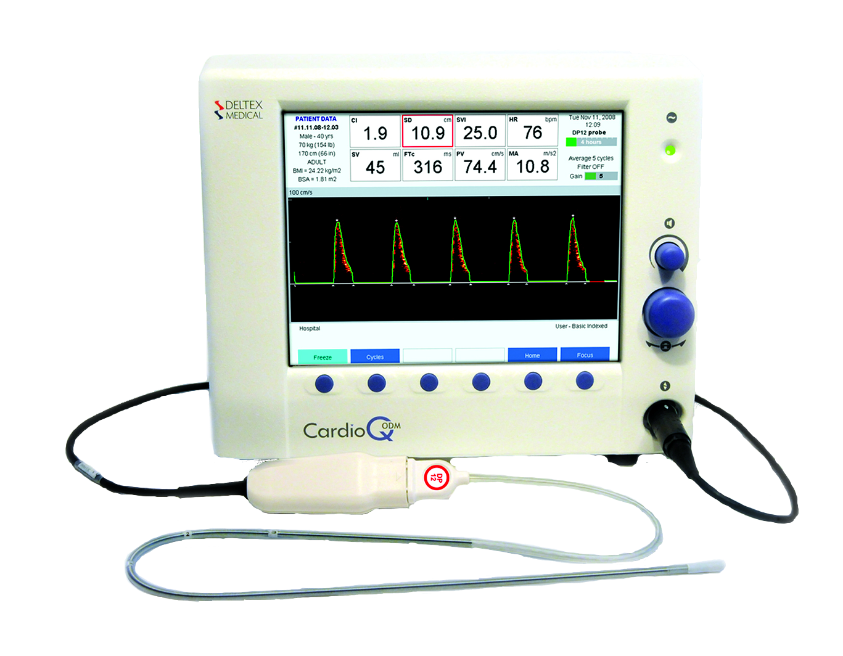 DELTEX
MEDICAL
PATIENT DATA
#11.11.08-12.03
Male - 40 yrs
70 kg (154 lb)
170 cm (66 in)
ADULT
BMI = 24.22 kg/m2
BSA = 1.81 m2
CI
1.9
SD cm
10.9
SVI
25.0
HR bpm
76
SV ml
45
FTc ms
316
PV cm/s
74.4
MA m/s2
10.8
Tue Nov 11, 2008
12:09
DP12 probe
4 hours
Average 5 cycles
Filter OFF
Gain 5
100 cm/s
Hospital
User - Basic Indexed
Freeze
Cycles
Home
Focus
CardioQ ODM
DP
12